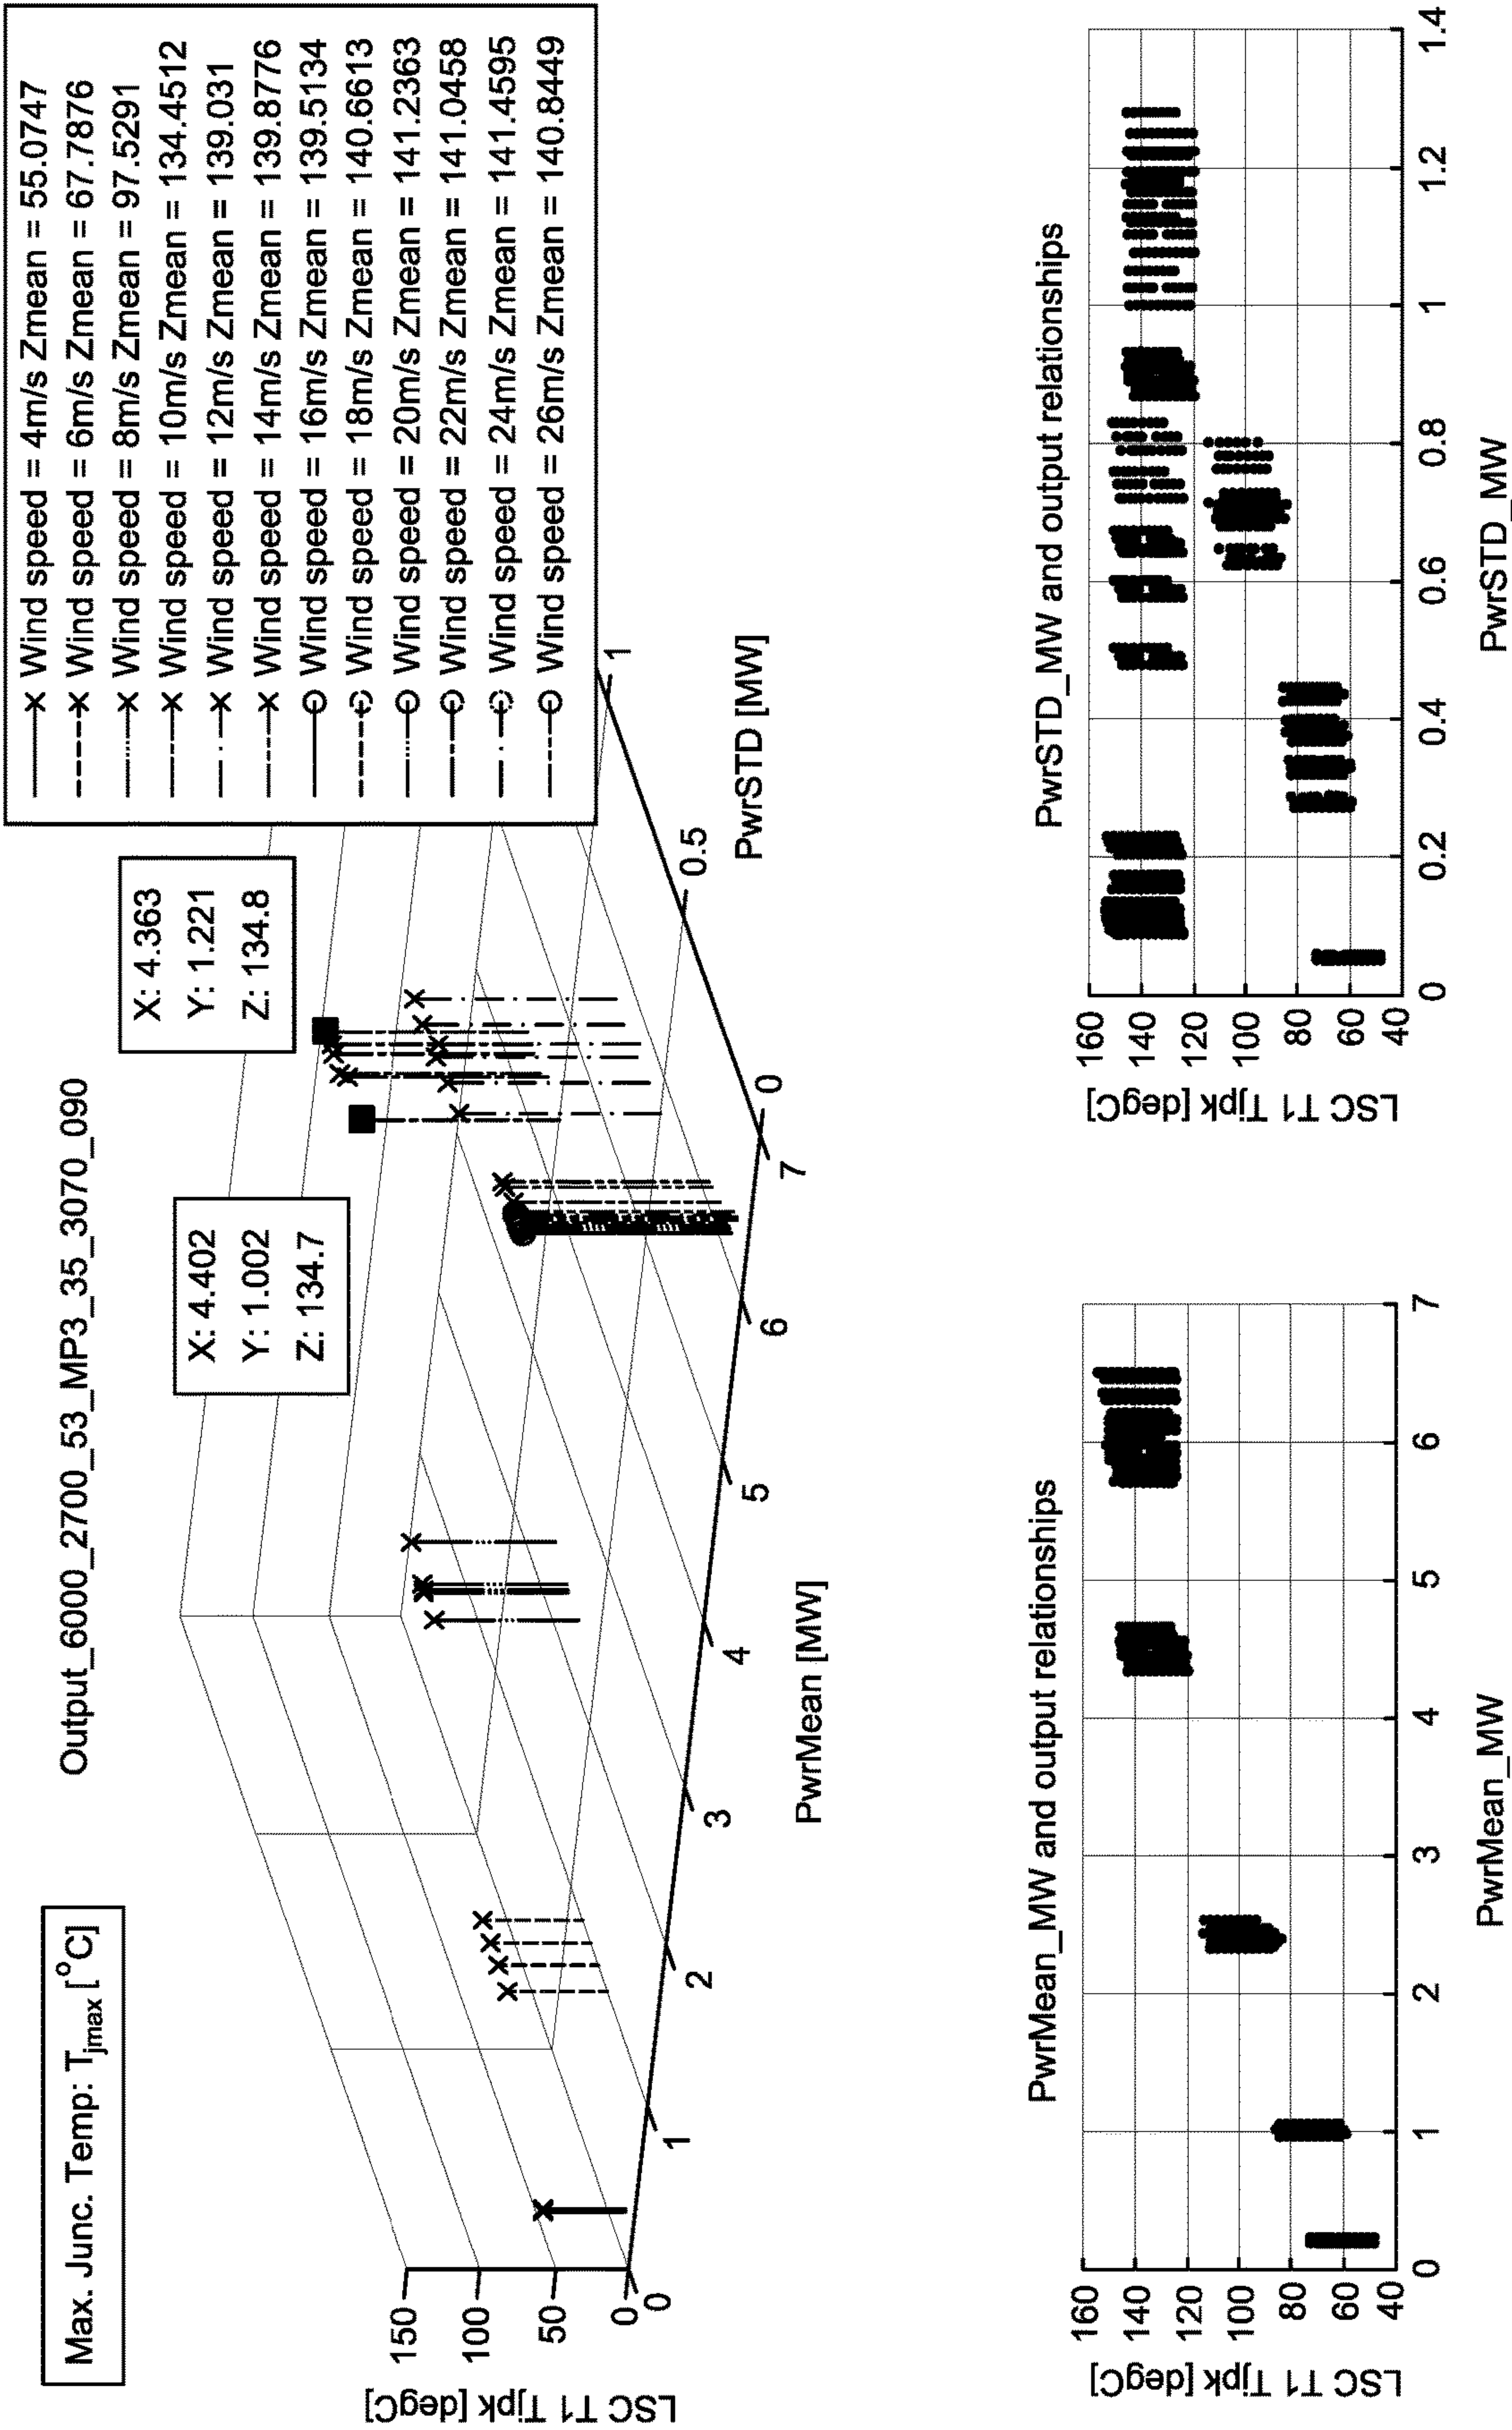 Max. Junc. Temp: Tjmax [°C]
Output_6000_2700_53_MP3_35_3070_090
Wind speed = 4m/s Zmean = 55.0747
Wind speed = 6m/s Zmean = 67.7876
Wind speed = 8m/s Zmean = 97.5291
Wind speed = 10m/s Zmean = 134.4512
Wind speed = 12m/s Zmean = 139.031
Wind speed = 14m/s Zmean = 139.8776
Wind speed = 16m/s Zmean = 139.5134
Wind speed = 18m/s Zmean = 140.6613
Wind speed = 20m/s Zmean = 141.2363
Wind speed = 22m/s Zmean = 141.0458
Wind speed = 24m/s Zmean = 141.4595
Wind speed = 26m/s Zmean = 140.8449
X: 4.402
Y: 1.002
Z: 134.7
X: 4.363
Y: 1.221
Z: 134.8
LSC T1 Tjpk [degC]
150
100
50
0
0 1 2 3 4 5 6 7
PwrMean [MW]
0 0.5 1
PwrSTD [MW]
PwrMean_MW and output relationships
LSC T1 Tjpk [degC]
160
140
120
100
80
60
40
0 1 2 3 4 5 6 7
PwrMean_MW
PwrSTD_MW and output relationships
LSC T1 Tjpk [degC]
160
140
120
100
80
60
40
0 0.2 0.4 0.6 0.8 1 1.2 1.4
PwrSTD_MW